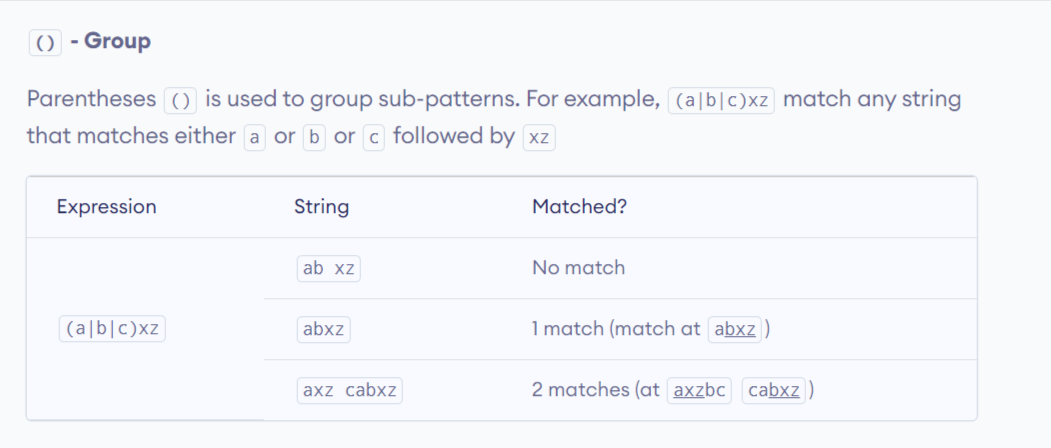 () - Group
Parentheses () is used to group sub-patterns. For example, (a|b|c)xz match any string
that matches either a or b or c followed by xz
Expression String Matched?
ab xz No match
(a|b|c)xz abxz 1 match (match at abxz )
axz cabxz 2 matches (at axzbc cabxz )